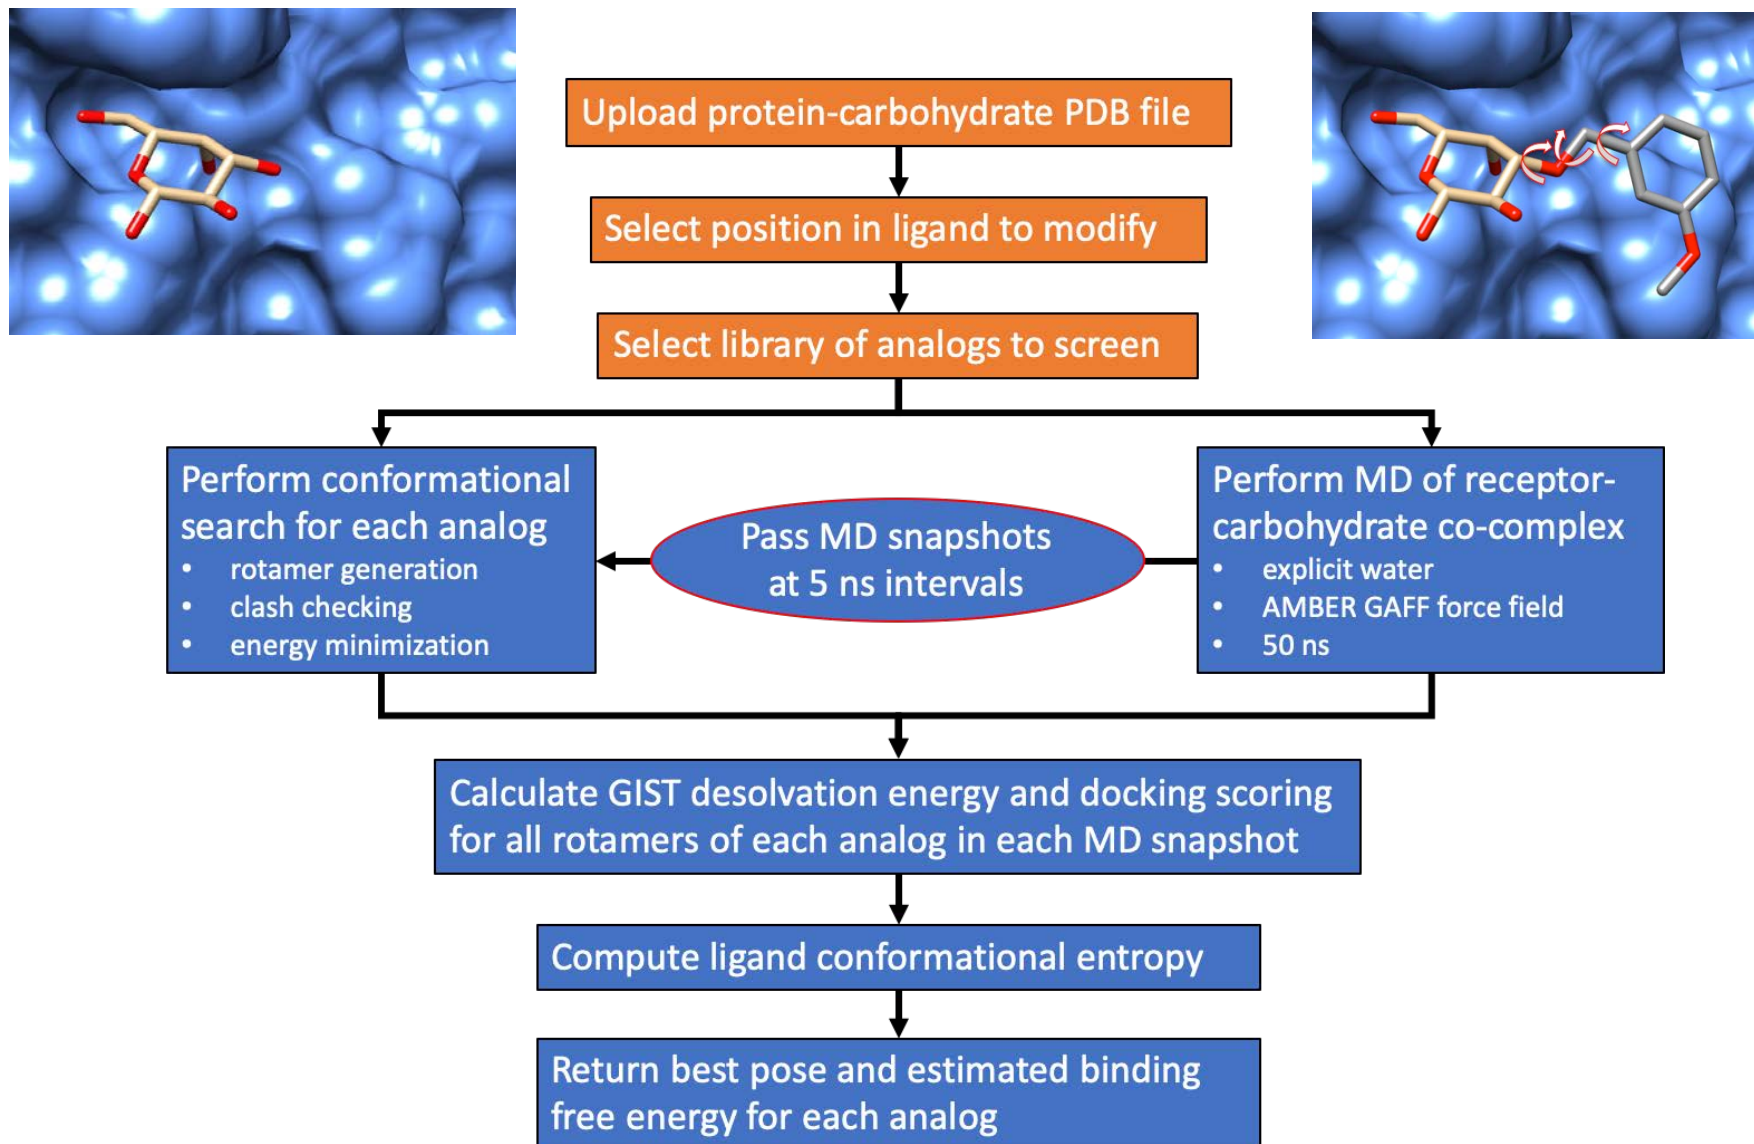 Upload protein-carbohydrate PDB file
Select position in ligand to modify
Select library of analogs to screen
Perform conformational
search for each analog
• rotamer generation
• clash checking
• energy minimization
Pass MD snapshots
at 5 ns intervals
Perform MD of receptor-
carbohydrate co-complex
• explicit water
• AMBER GAFF force field
• 50 ns
Calculate GIST desolvation energy and docking scoring
for all rotamers of each analog in each MD snapshot
Compute ligand conformational entropy
Return best pose and estimated binding
free energy for each analog